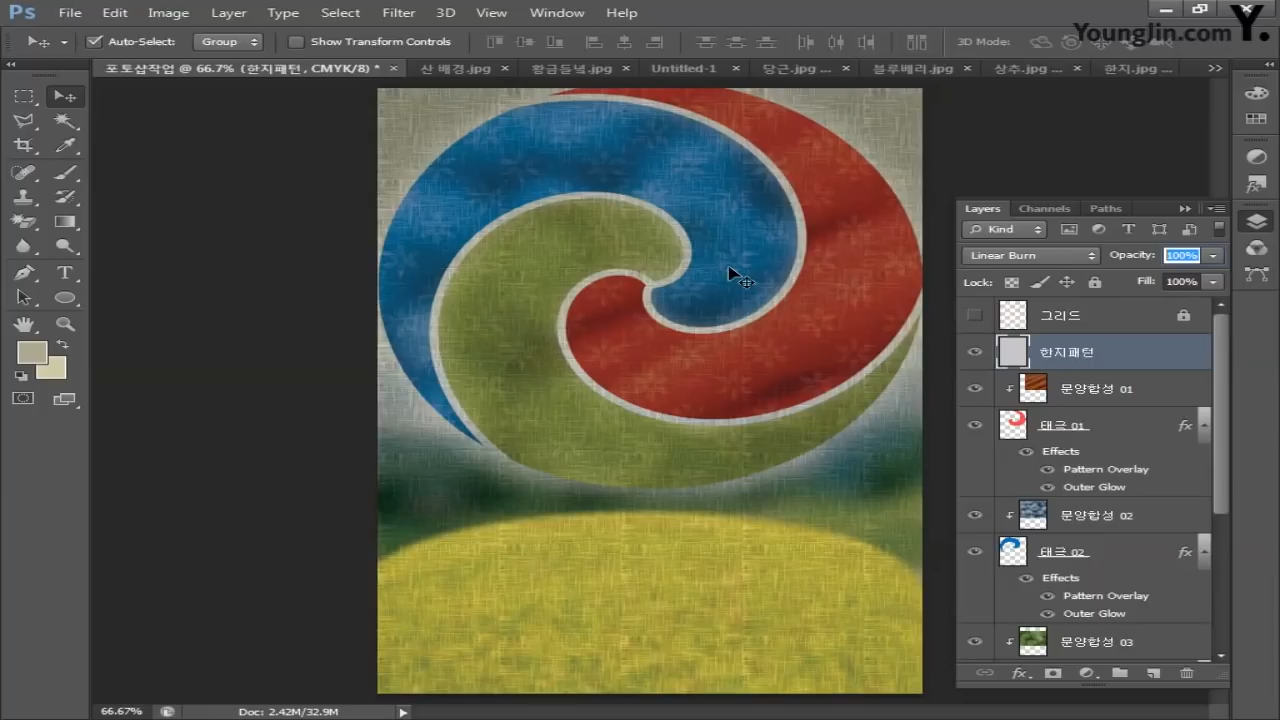 Ps File Edit Image Layer Type Select Filter 3D View Window Help
Auto-Select: Group Show Transform Controls 3D Mode:
YoungJin.com Y.
포토샵작업 @ 66.7% (한지패턴, CMYK/8) * × 산 배경.jpg × 황금들녘.jpg × Untitled-1 × 당근.jpg ... × 블루베리.jpg × 상추.jpg ... × 한지.jpg ... >>
Layers Channels Paths
Kind
Linear Burn Opacity: 100%
Lock: Fill: 100%
그리드
한지패턴
문양합성 01
태극 01 fx
Effects
Pattern Overlay
Outer Glow
문양합성 02
태극 02 fx
Effects
Pattern Overlay
Outer Glow
문양합성 03
fx
66.67% Doc: 2.42M/32.9M